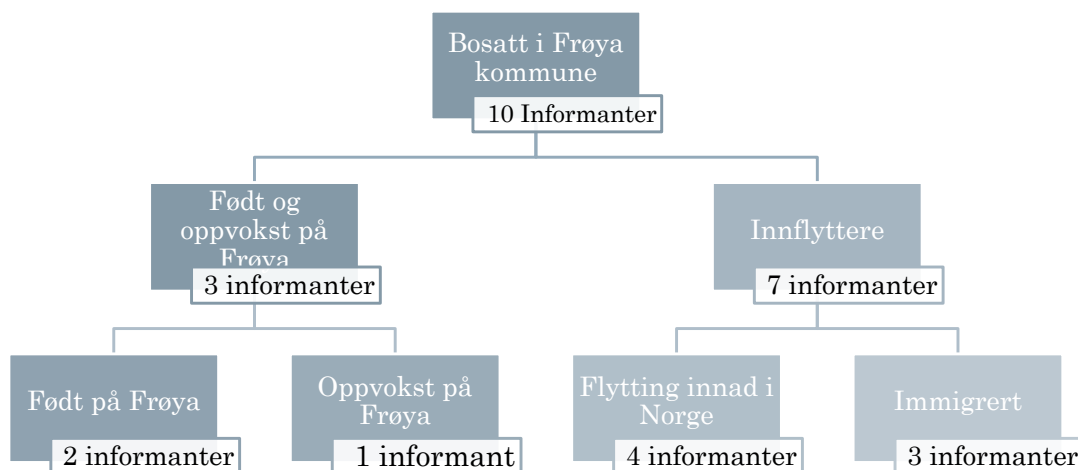 Bosatt i Frøya
kommune
10 Informanter
Født og
oppvokst på
Frøya
3 informanter
Innflyttere
7 informanter
Født på Frøya
2 informanter
Oppvokst på
Frøya
1 informant
Flytting innad i
Norge
4 informanter
Immigrert
3 informanter